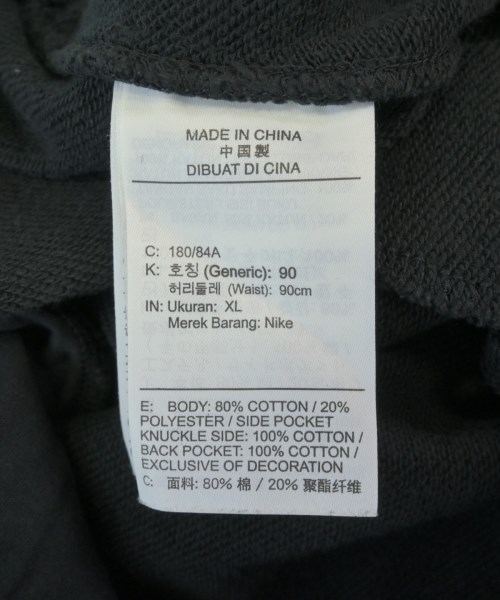 MADE IN CHINA
中国製
DIBUAT DI CINA
C: 180/84A
K: 호칭 (Generic): 90
허리둘레 (Waist): 90cm
IN: Ukuran: XL
Merek Barang: Nike
E: BODY: 80% COTTON / 20%
POLYESTER / SIDE POCKET
KNUCKLE SIDE: 100% COTTON /
BACK POCKET: 100% COTTON /
EXCLUSIVE OF DECORATION
C: 面料: 80% 棉 / 20% 聚酯纤维